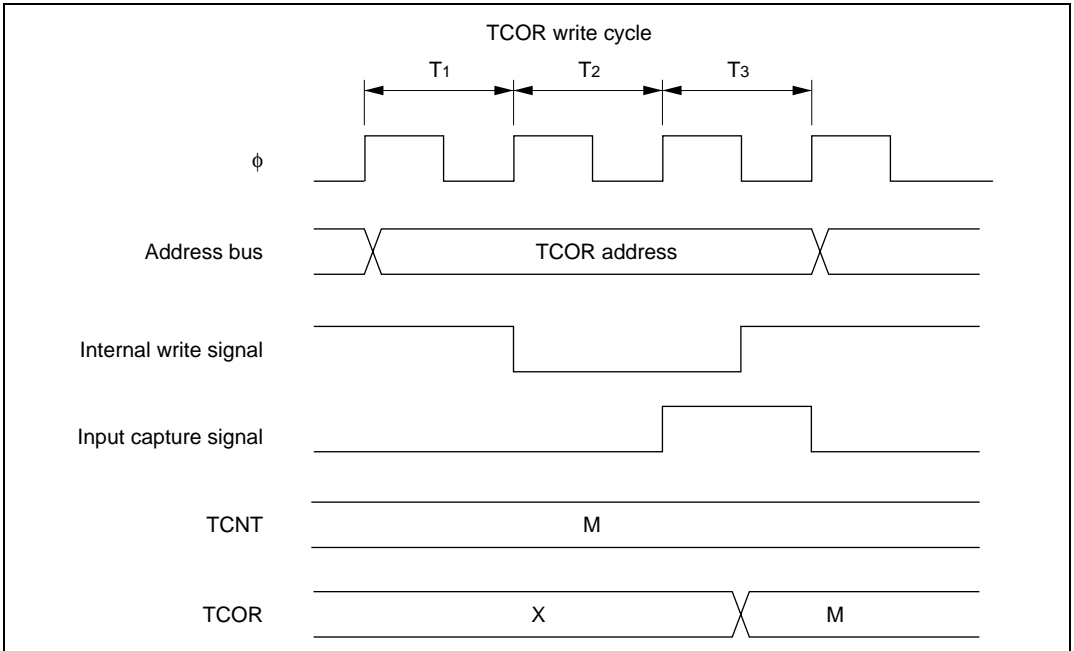 TCOR write cycle
T1 T2 T3
ϕ
Address bus TCOR address
Internal write signal
Input capture signal
TCNT M
TCOR X M